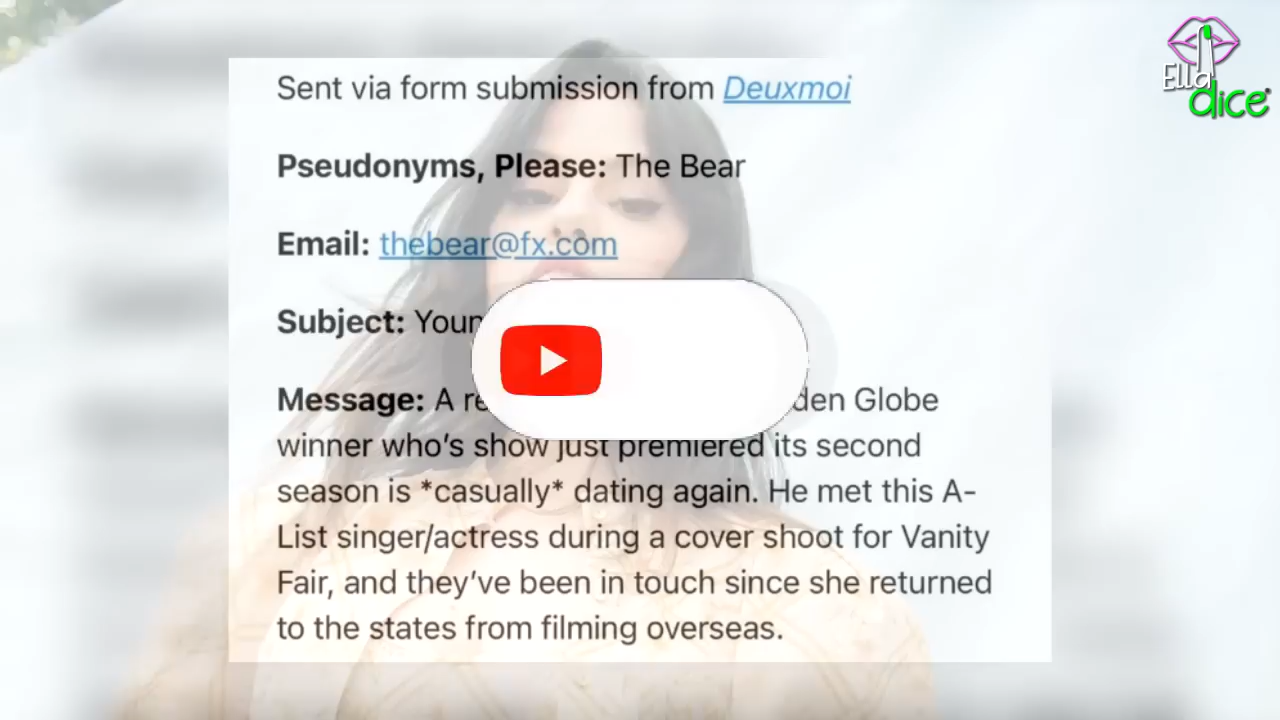 Ella
dice
Sent via form submission from Deuxmoi
Pseudonyms, Please: The Bear
Email: thebear@fx.com
Subject: Youn
Message: A re den Globe
winner who's show just premiered its second
season is *casually* dating again. He met this A-
List singer/actress during a cover shoot for Vanity
Fair, and they've been in touch since she returned
to the states from filming overseas.